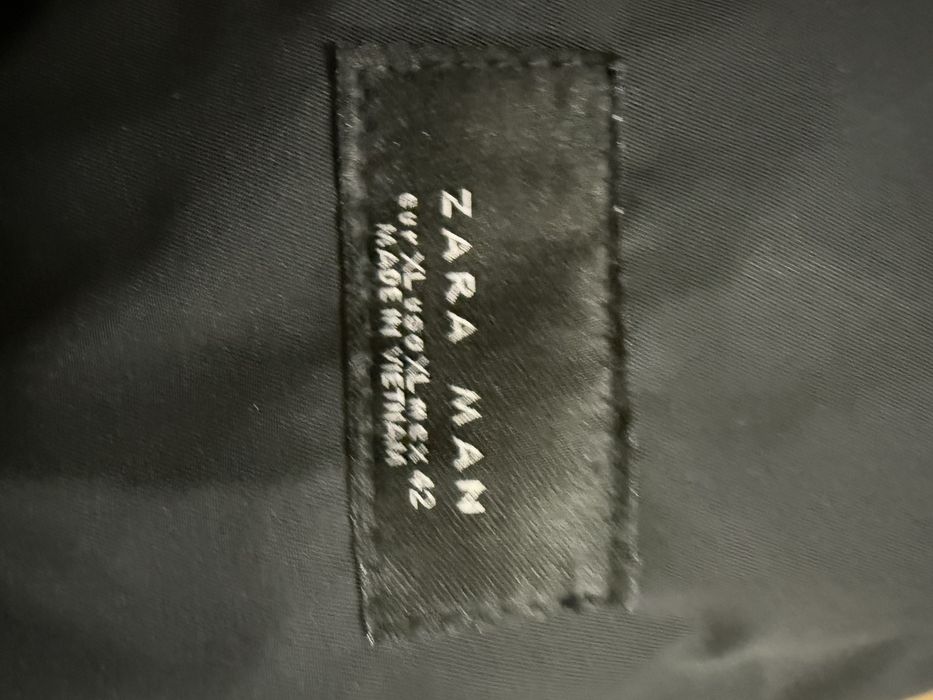 ZARA MAN
EUR XL USA XL MEX 42
MADE IN VIETNAM